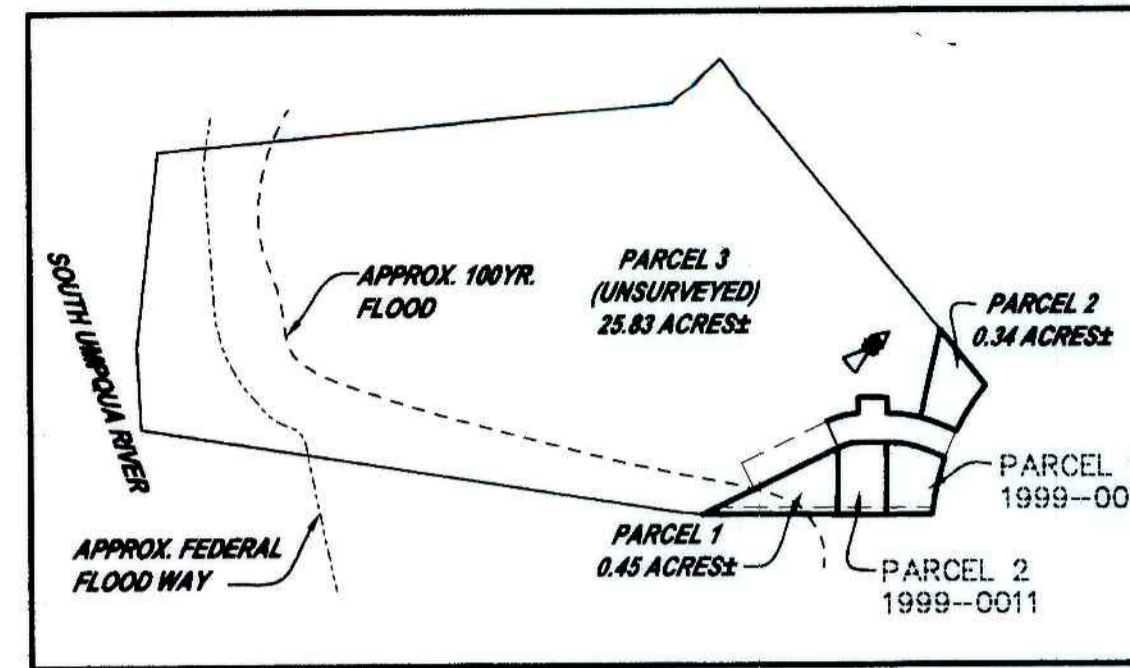 SOUTH UMPQUA RIVER
APPROX. 100YR.
FLOOD
PARCEL 3
(UNSURVEYED)
25.83 ACRES±
PARCEL 2
0.34 ACRES±
PARCEL
1999--00
PARCEL 1
0.45 ACRES±
PARCEL 2
1999--0011
APPROX. FEDERAL
FLOOD WAY